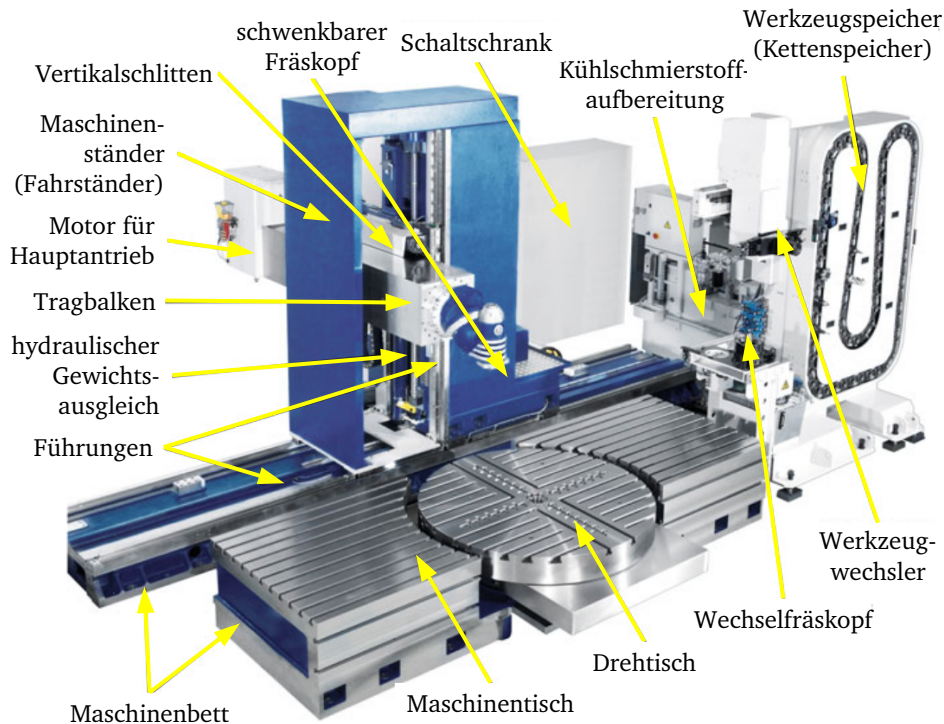 Werkzeugspeicher
(Kettenspeicher)
schwenkbarer
Fräskopf
Schaltschrank
Vertikalschlitten
Kühlschmierstoff-
aufbereitung
Maschinen-
ständer
(Fahrständer)
Motor für
Hauptantrieb
Tragbalken
hydraulischer
Gewichts-
ausgleich
Führungen
Werkzeug-
wechsler
Wechselfräskopf
Drehtisch
Maschinentisch
Maschinenbett